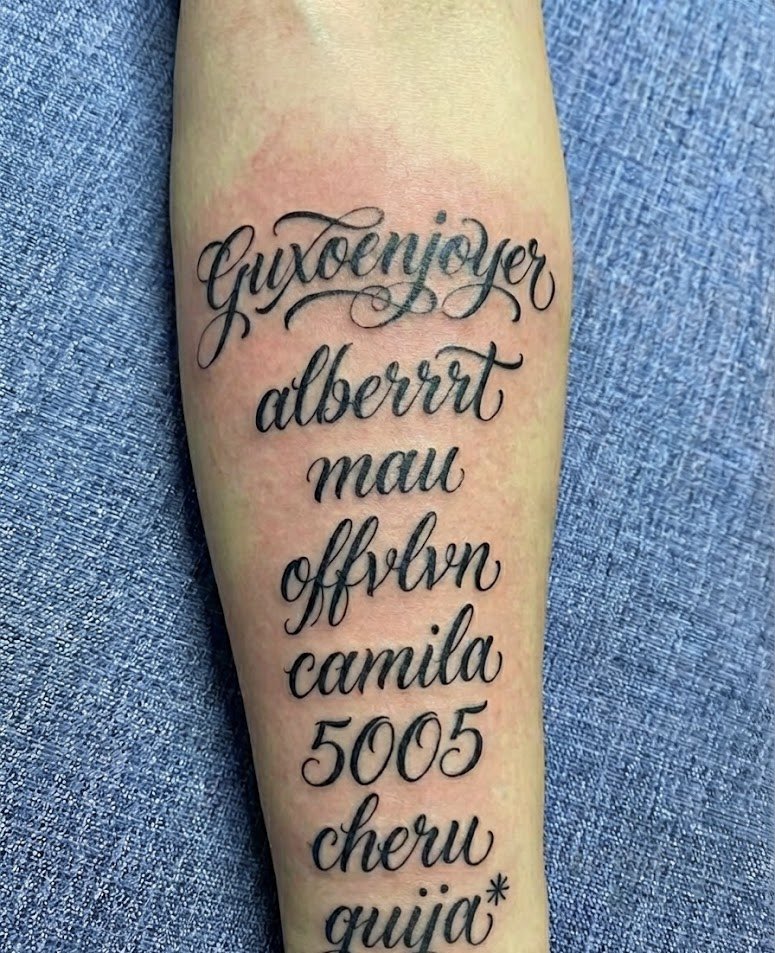 Guxoenjoyer
alberrrt
mau
offvlvn
camila
5005
cheru
guija*